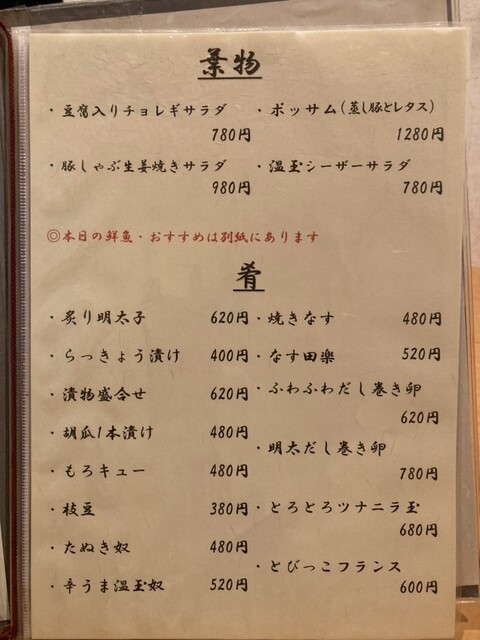 葉物
・豆腐入りチョレギサラダ
780円
・ボッサム(蒸し豚とレタス)
1280円
・豚しゃぶ生姜焼きサラダ
980円
・温玉シーザーサラダ
780円
◎本日の鮮魚・おすすめは別紙にあります
肴
・炙り明太子 620円
・らっきょう漬け 400円
・漬物盛合せ 620円
・胡瓜1本漬け 480円
・もろキュー 480円
・枝豆 380円
・たぬき奴 480円
・辛うま温玉奴 520円
・焼きなす 480円
・なす田楽 520円
・ふわふわだし巻き卵
620円
・明太だし巻き卵
780円
・とろとろツナニラ玉
680円
・とびっこフランス
600円